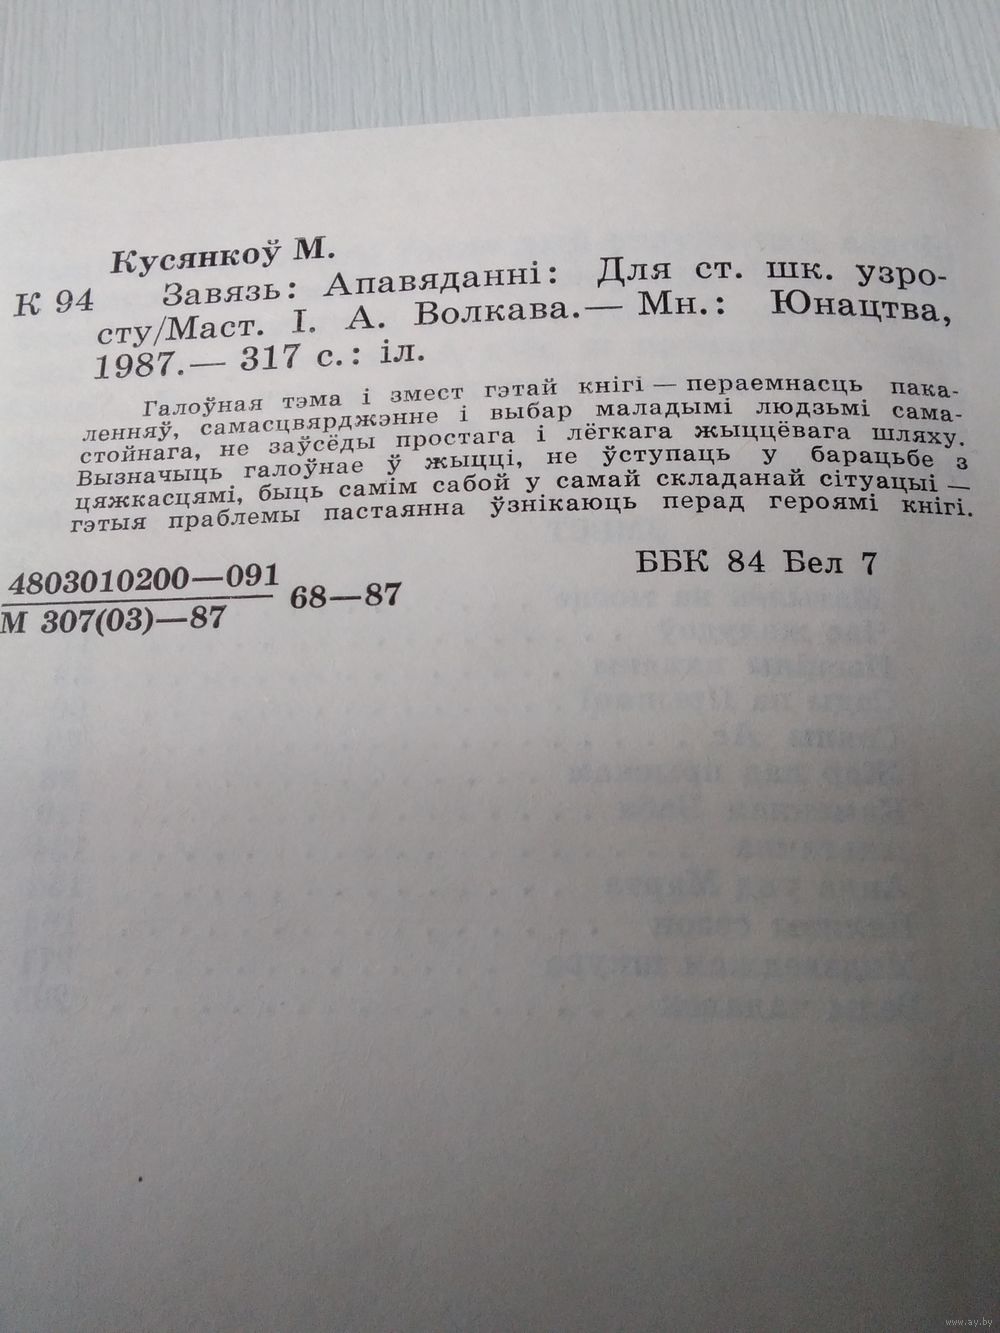 Кусянкоў М.
К 94 Завязь: Апавяданні: Для ст. шк. узро-
сту/Маст. І. А. Волкава.— Мн.: Юнацтва,
1987.— 317 с.: іл.
Галоўная тэма і змест гэтай кнігі — пераемнасць пака-
ленняў, самасцвярджэнне і выбар маладымі людзьмі сама-
стойнага, не заўсёды простага і лёгкага жыццёвага шляху.
Вызначыць галоўнае ў жыцці, не ўступаць у барацьбе з
цяжкасцямі, быць самім сабой у самай складанай сітуацыі —
гэтыя праблемы пастаянна ўзнікаюць перад героямі кнігі.
4803010200—091
М 307(03)—87
68—87
ББК 84 Бел 7
www.ay.by